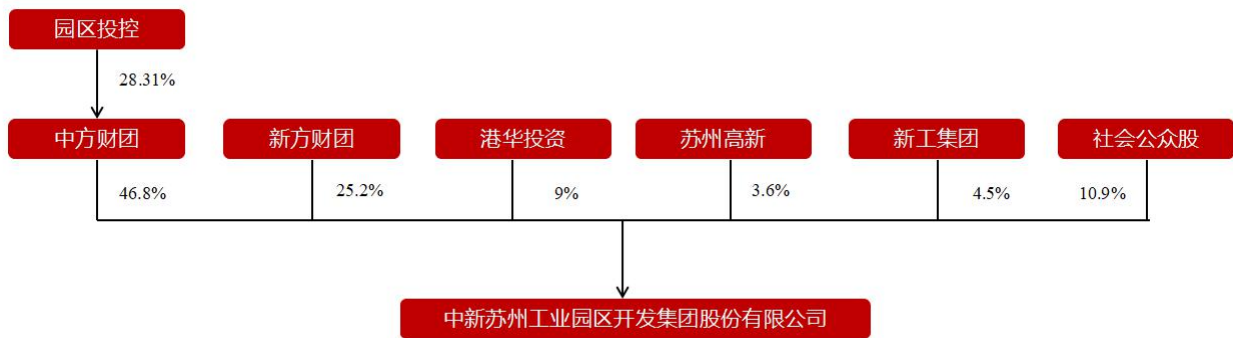 园区投控
28.31%
中方财团
新方财团
港华投资
苏州高新
新工集团
社会公众股
46.8%
25.2%
9%
3.6%
4.5%
10.9%
中新苏州工业园区开发集团股份有限公司